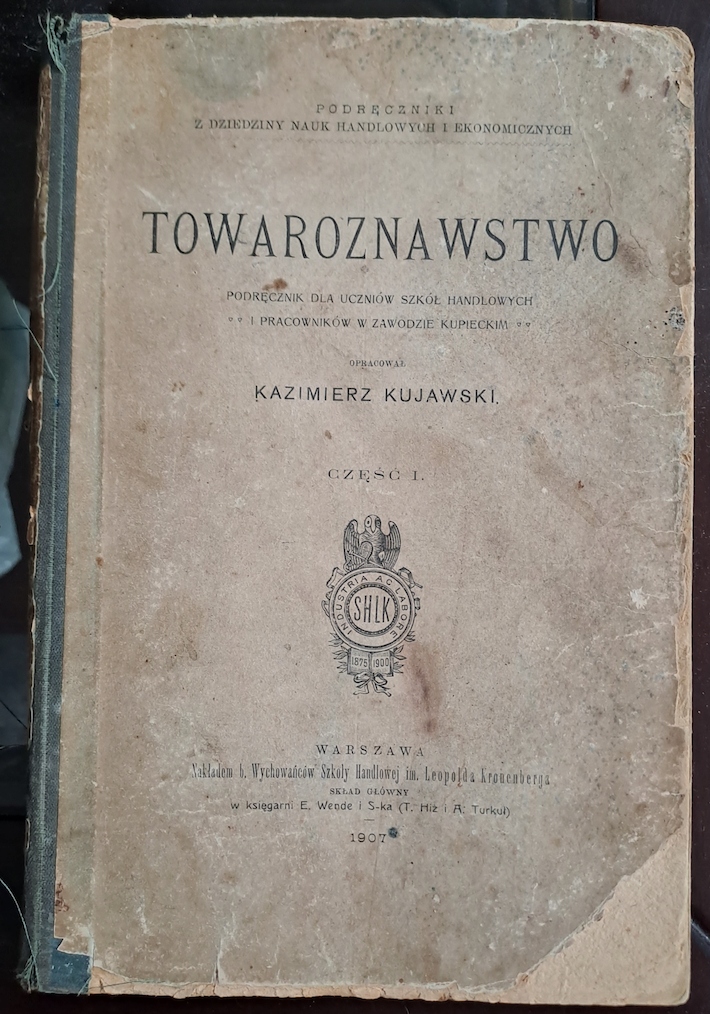 PODRĘCZNIKI
Z DZIEDZINY NAUK HANDLOWYCH I EKONOMICZNYCH
TOWAROZNAWSTWO
PODRĘCZNIK DLA UCZNIÓW SZKÓŁ HANDLOWYCH
I PRACOWNIKÓW W ZAWODZIE KUPIECKIM
OPRACOWAŁ
KAZIMIERZ KUJAWSKI.
CZĘŚĆ I.
INDUSTRIA AC LABORE
SHLK
1875 1900
WARSZAWA
Nakładem b. Wychowańców Szkoły Handlowej im. Leopolda Kronenberga
SKŁAD GŁÓWNY
w księgarni E. Wende i S-ka (T. Hiż i A. Turkuł)
1907